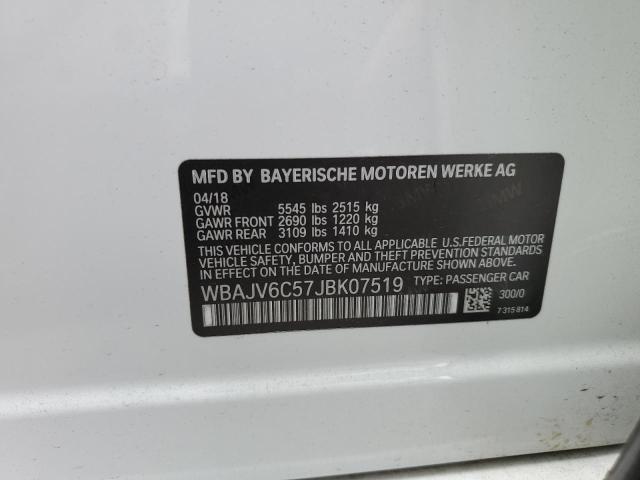 MFD BY BAYERISCHE MOTOREN WERKE AG
04/18
GVWR 5545 lbs 2515 kg
GAWR FRONT 2690 lbs 1220 kg
GAWR REAR 3109 lbs 1410 kg
THIS VEHICLE CONFORMS TO ALL APPLICABLE U.S.FEDERAL MOTOR
VEHICLE SAFETY, BUMPER, AND THEFT PREVENTION STANDARDS
IN EFFECT ON THE DATE OF MANUFACTURE SHOWN ABOVE.
WBAJV6C57JBK07519 TYPE: PASSENGER CAR
300/0
7 315 814